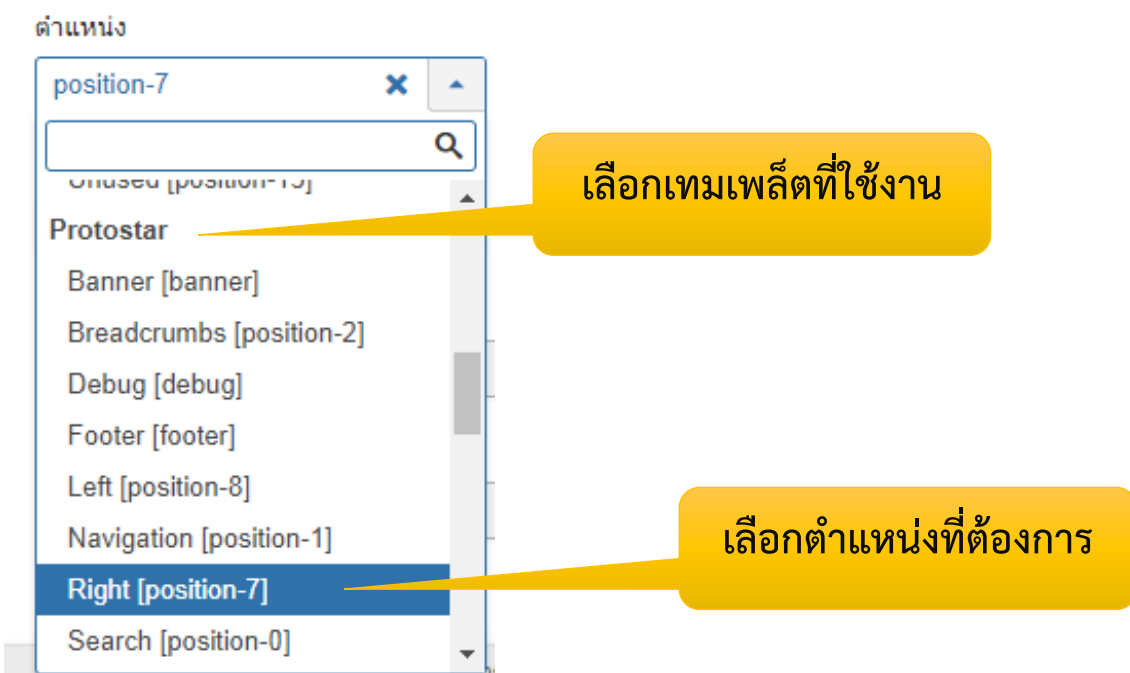 ตำแหน่ง
position-7
Unused [position-15]
เลือกเทมเพล็ตที่ใช้งาน
Protostar
Banner [banner]
Breadcrumbs [position-2]
Debug [debug]
Footer [footer]
Left [position-8]
Navigation [position-1]
เลือกตำแหน่งที่ต้องการ
Right [position-7]
Search [position-0]